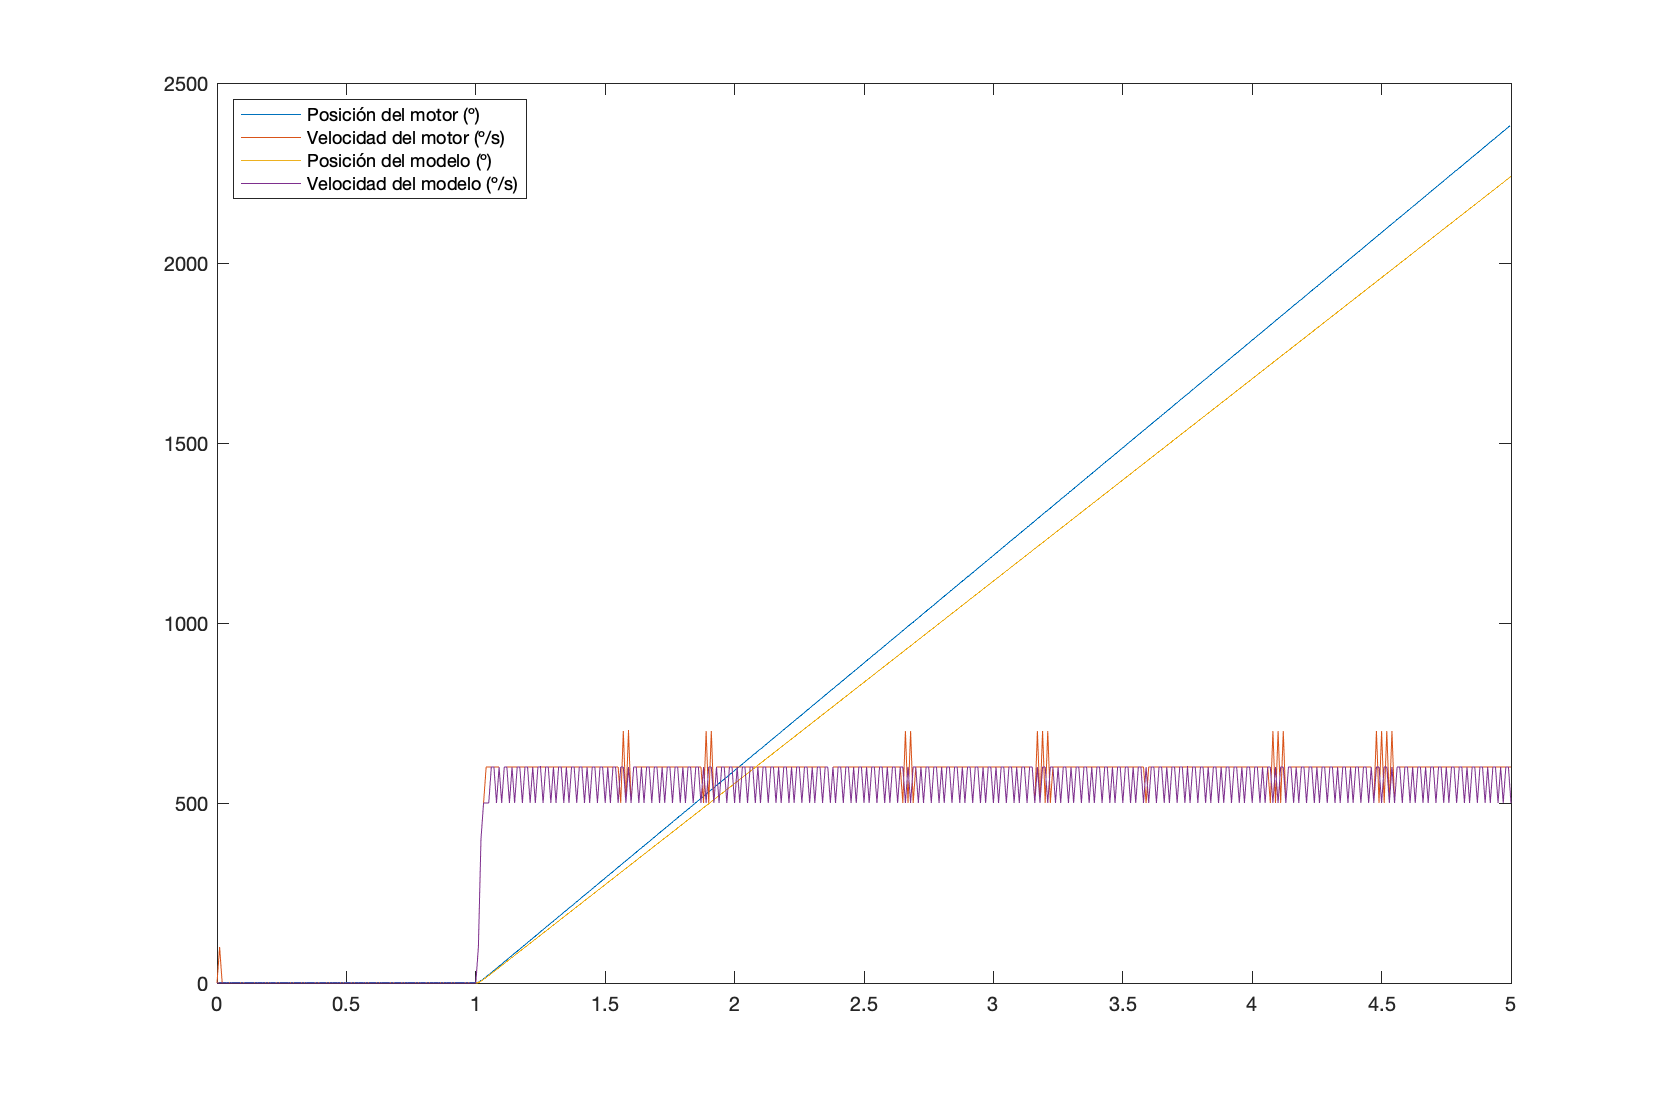 2500
Posición del motor (º)
Velocidad del motor (º/s)
Posición del modelo (º)
Velocidad del modelo (º/s)
2000
1500
1000
500
0
0 0.5 1 1.5 2 2.5 3 3.5 4 4.5 5